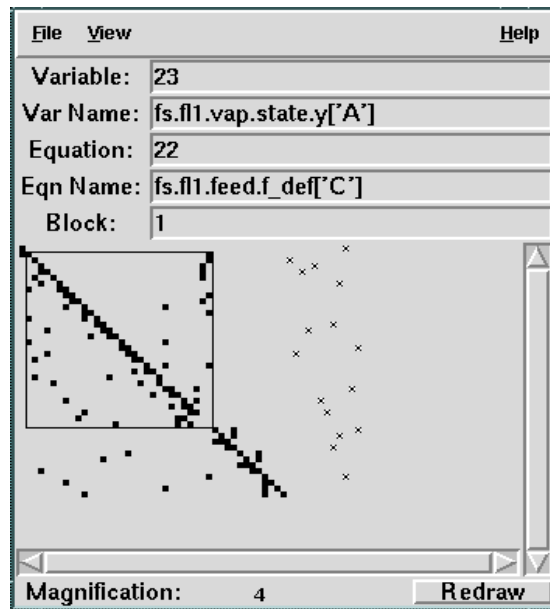 File View Help
Variable: 23
Var Name: fs.fl1.vap.state.y['A']
Equation: 22
Eqn Name: fs.fl1.feed.f_def['C']
Block: 1
Magnification: 4 Redraw